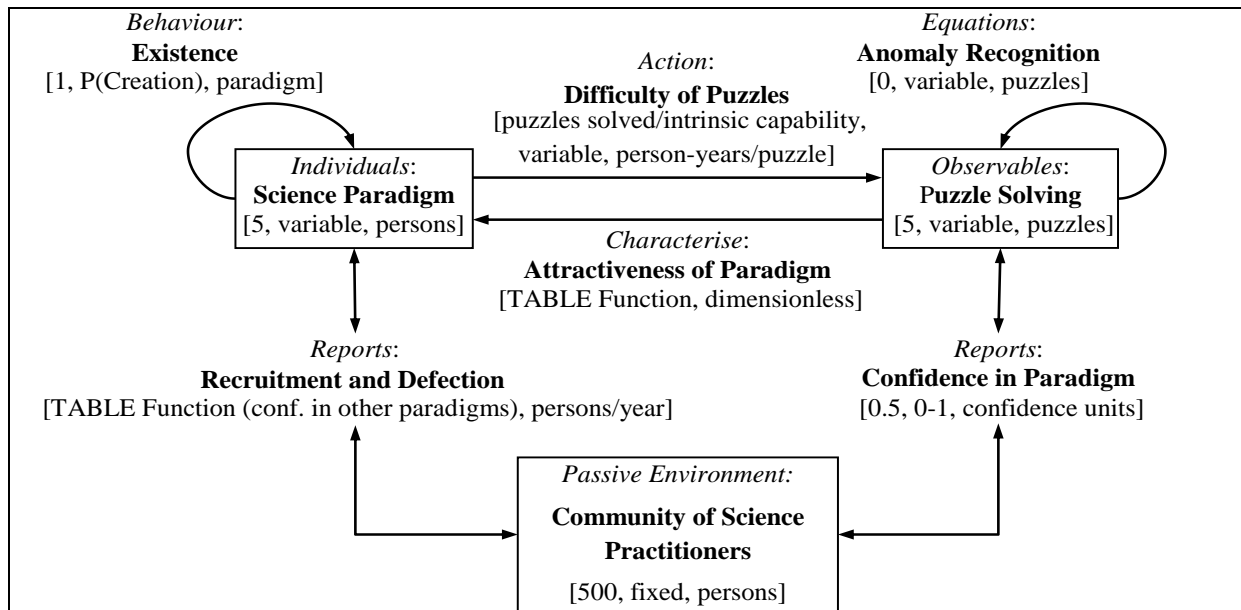 Behaviour:
Existence
[1, P(Creation), paradigm]
Action:
Difficulty of Puzzles
[puzzles solved/intrinsic capability,
variable, person-years/puzzle]
Equations:
Anomaly Recognition
[0, variable, puzzles]
Individuals:
Science Paradigm
[5, variable, persons]
Observables:
Puzzle Solving
[5, variable, puzzles]
Characterise:
Attractiveness of Paradigm
[TABLE Function, dimensionless]
Reports:
Recruitment and Defection
[TABLE Function (conf. in other paradigms), persons/year]
Reports:
Confidence in Paradigm
[0.5, 0-1, confidence units]
Passive Environment:
Community of Science
Practitioners
[500, fixed, persons]